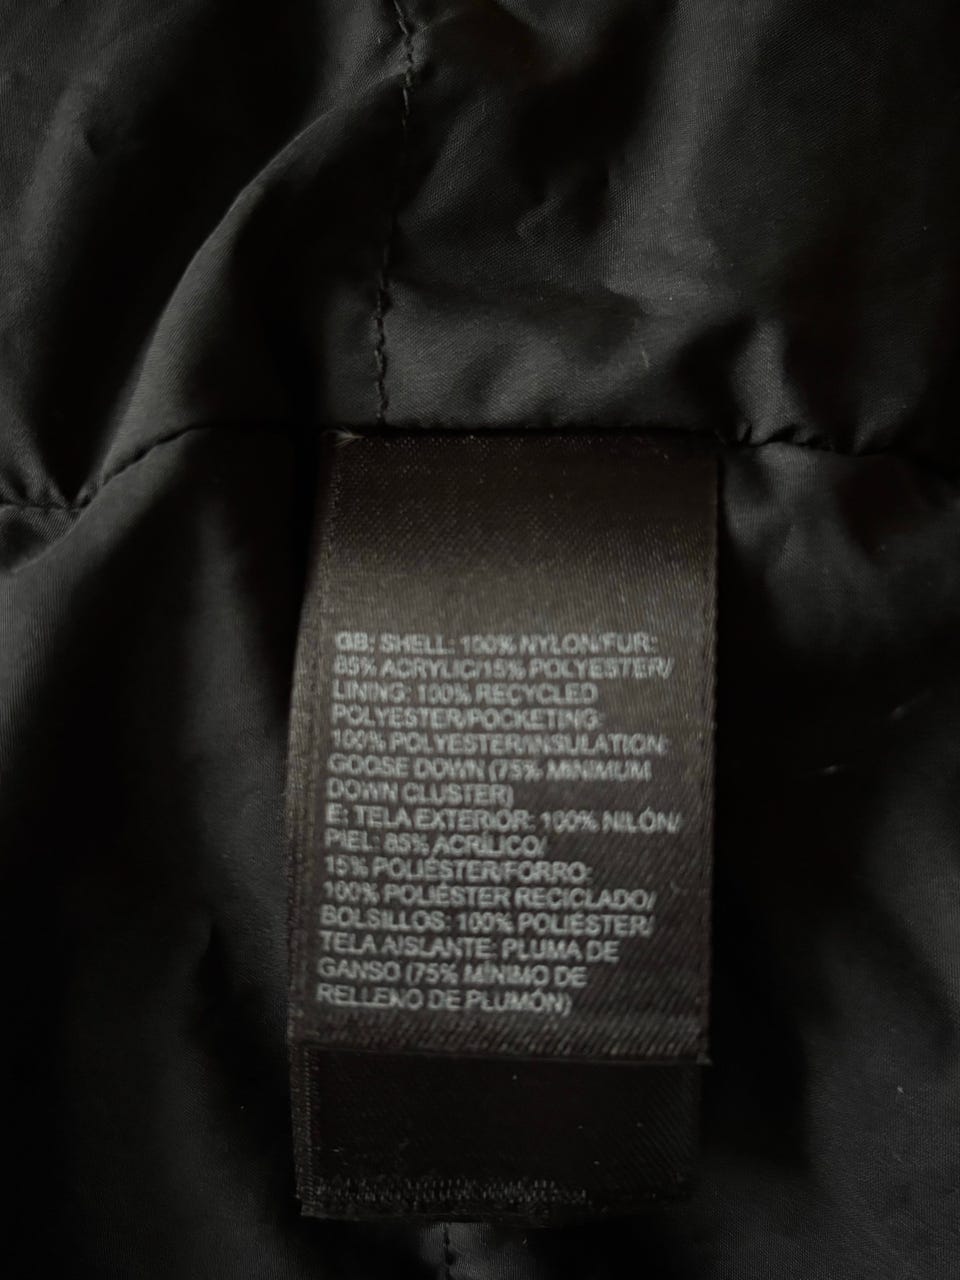 GB: SHELL: 100% NYLON/FUR:
85% ACRYLIC/15% POLYESTER/
LINING: 100% RECYCLED
POLYESTER/POCKETING:
100% POLYESTER/INSULATION:
GOOSE DOWN (75% MINIMUM
DOWN CLUSTER)
E: TELA EXTERIOR: 100% NILÓN/
PIEL: 85% ACRÍLICO/
15% POLIÉSTER/FORRO:
100% POLIÉSTER RECICLADO/
BOLSILLOS: 100% POLIÉSTER/
TELA AISLANTE: PLUMA DE
GANSO (75% MÍNIMO DE
RELLENO DE PLUMÓN)